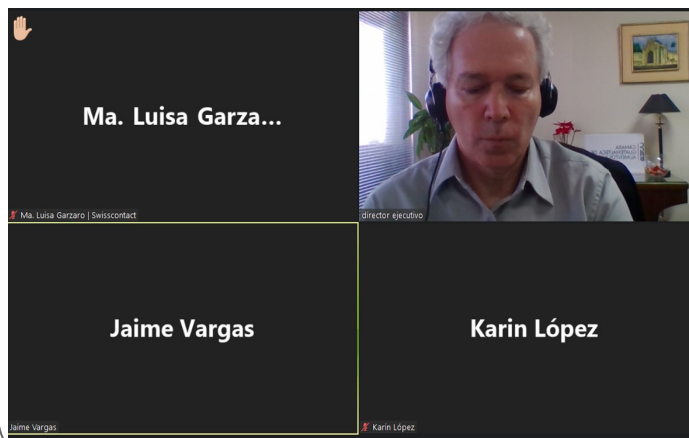 Ma. Luisa Garza...
Ma. Luisa Garzaro | Swisscontact
director ejecutivo
Jaime Vargas
Jaime Vargas
Karin López
Karin López